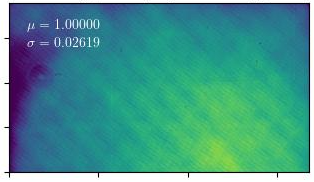 μ = 1.00000
σ = 0.02619